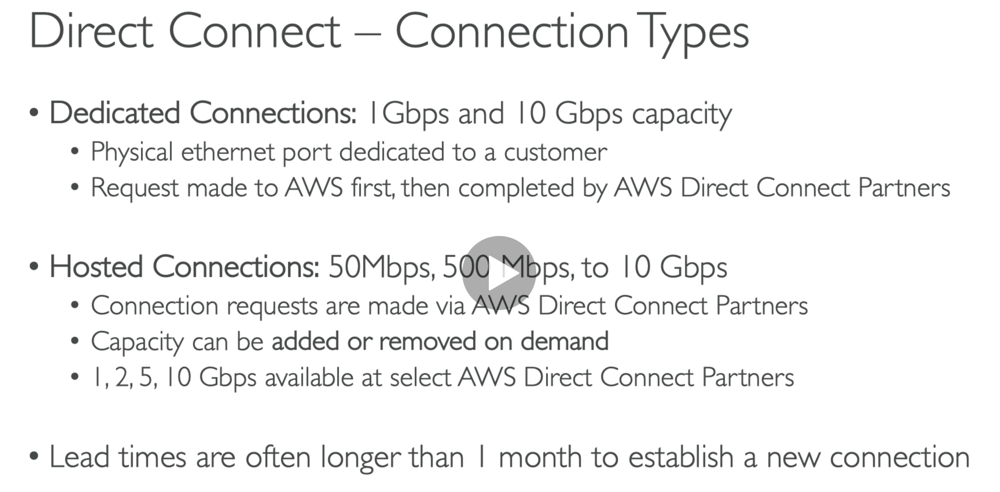 Direct Connect – Connection Types
• Dedicated Connections: 1Gbps and 10 Gbps capacity
• Physical ethernet port dedicated to a customer
• Request made to AWS first, then completed by AWS Direct Connect Partners
• Hosted Connections: 50Mbps, 500 Mbps, to 10 Gbps
• Connection requests are made via AWS Direct Connect Partners
• Capacity can be added or removed on demand
• 1, 2, 5, 10 Gbps available at select AWS Direct Connect Partners
• Lead times are often longer than 1 month to establish a new connection